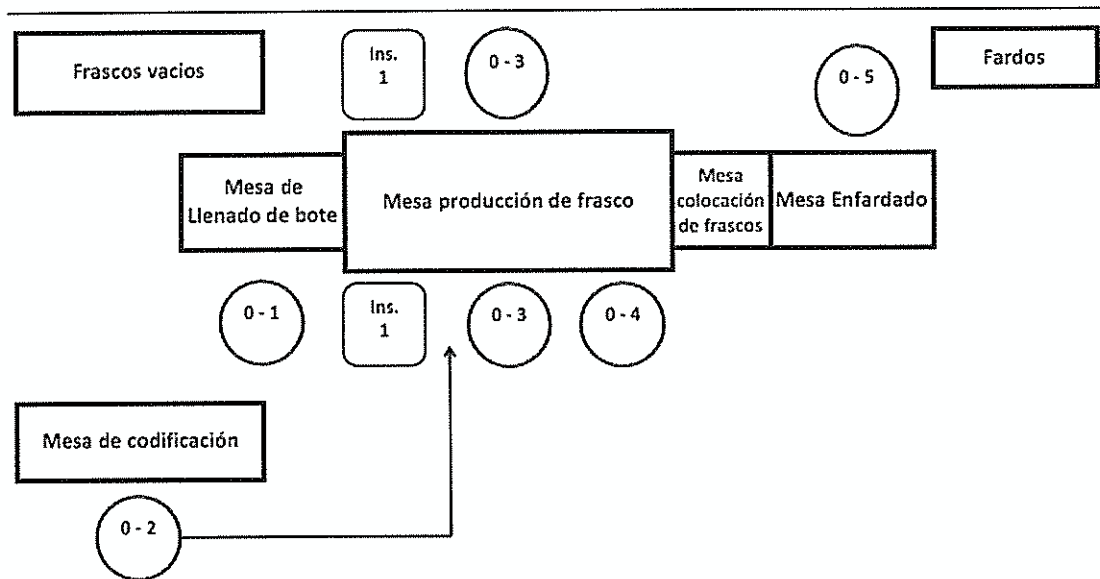 Frascos vacios
Ins.
1
0 - 3
0 - 5
Fardos
Mesa de
Llenado de bote
Mesa producción de frasco
Mesa
colocación
de frascos
Mesa Enfardado
0 - 1
Ins.
1
0 - 3
0 - 4
Mesa de codificación
0 - 2